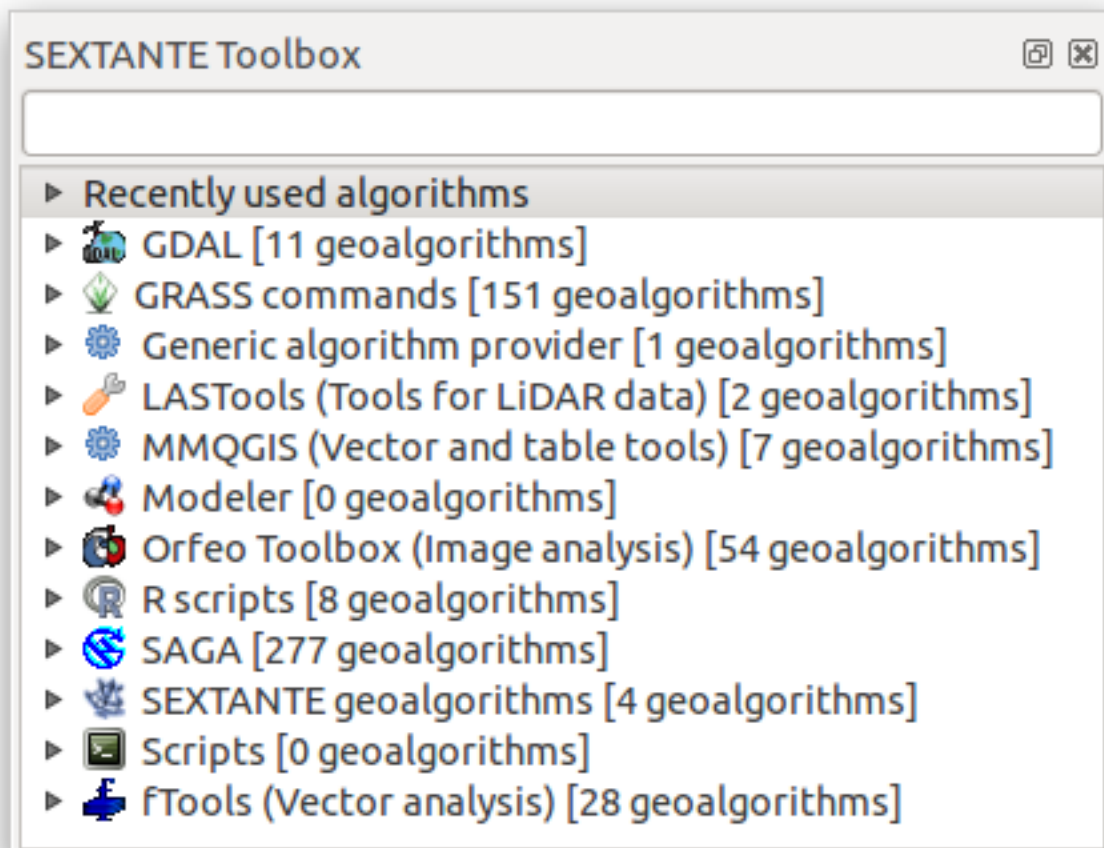 SEXTANTE Toolbox
Recently used algorithms
GDAL [11 geoalgorithms]
GRASS commands [151 geoalgorithms]
Generic algorithm provider [1 geoalgorithms]
LASTools (Tools for LiDAR data) [2 geoalgorithms]
MMQGIS (Vector and table tools) [7 geoalgorithms]
Modeler [0 geoalgorithms]
Orfeo Toolbox (Image analysis) [54 geoalgorithms]
R scripts [8 geoalgorithms]
SAGA [277 geoalgorithms]
SEXTANTE geoalgorithms [4 geoalgorithms]
Scripts [0 geoalgorithms]
fTools (Vector analysis) [28 geoalgorithms]